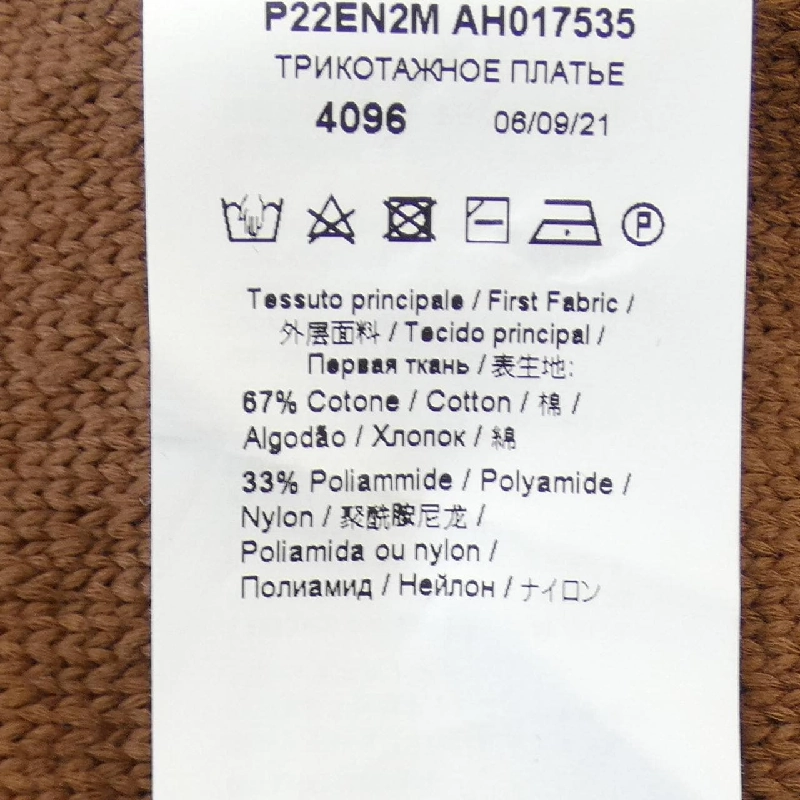 P22EN2M AH017535
ТРИКОТАЖНОЕ ПЛАТЬЕ
4096 06/09/21
P
Tessuto principale / First Fabric /
外层面料 / Tecido principal /
Первая ткань / 表生地:
67% Cotone / Cotton / 棉 /
Algodão / Хлопок / 綿
33% Poliammide / Polyamide /
Nylon / 聚酰胺尼龙 /
Poliamida ou nylon /
Полиамид / Нейлон / ナイロン